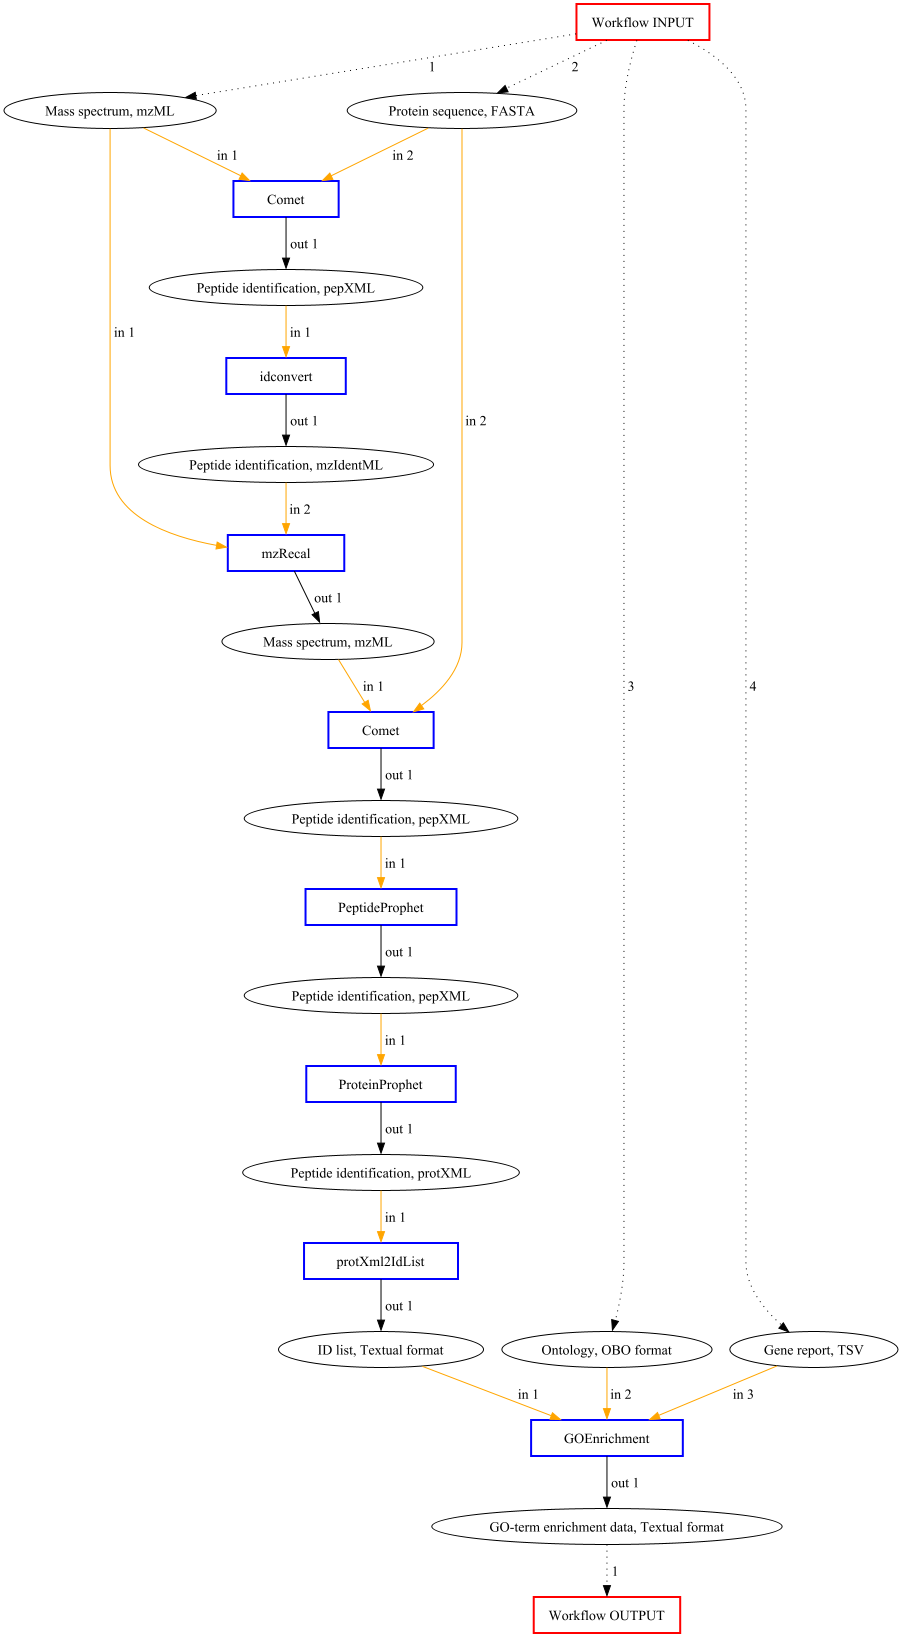 Workflow INPUT
1
2
Mass spectrum, mzML
Protein sequence, FASTA
in 1
in 2
Comet
out 1
Peptide identification, pepXML
in 1
in 1
idconvert
out 1
in 2
Peptide identification, mzIdentML
in 2
mzRecal
out 1
Mass spectrum, mzML
in 1
3
4
Comet
out 1
Peptide identification, pepXML
in 1
PeptideProphet
out 1
Peptide identification, pepXML
in 1
ProteinProphet
out 1
Peptide identification, protXML
in 1
protXml2IdList
out 1
ID list, Textual format
Ontology, OBO format
Gene report, TSV
in 1
in 2
in 3
GOEnrichment
out 1
GO-term enrichment data, Textual format
1
Workflow OUTPUT